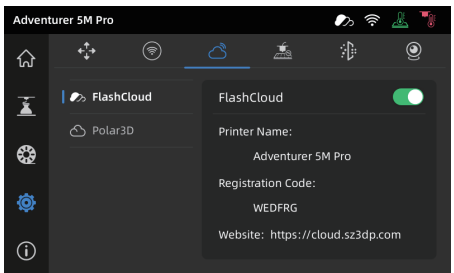 Adventurer 5M Pro
FlashCloud
Polar3D
FlashCloud
Printer Name:
Adventurer 5M Pro
Registration Code:
WEDFRG
Website: https://cloud.sz3dp.com